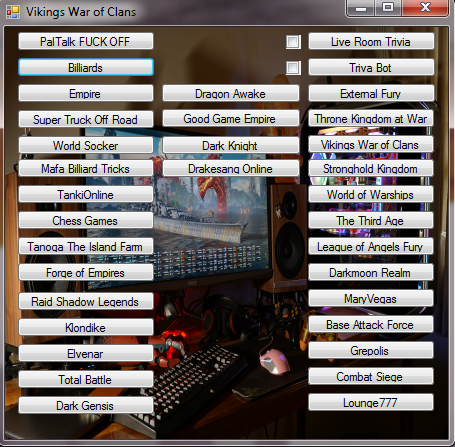 Vikings War of Clans
PalTalk FUCK OFF
Live Room Trivia
Billiards
Triva Bot
Empire
Dragon Awake
External Fury
Super Truck Off Road
Good Game Empire
Throne Kingdom at War
World Socker
Dark Knight
Vikings War of Clans
Mafa Billiard Tricks
Drakesang Online
Stronghold Kingdom
TankiOnline
World of Warships
Chess Games
The Third Age
Tanoga The Island Farm
League of Angels Fury
Forge of Empires
Darkmoon Realm
Raid Shadow Legends
MaryVegas
Klondike
Base Attack Force
Elvenar
Grepolis
Total Battle
Combat Siege
Dark Gensis
Lounge777